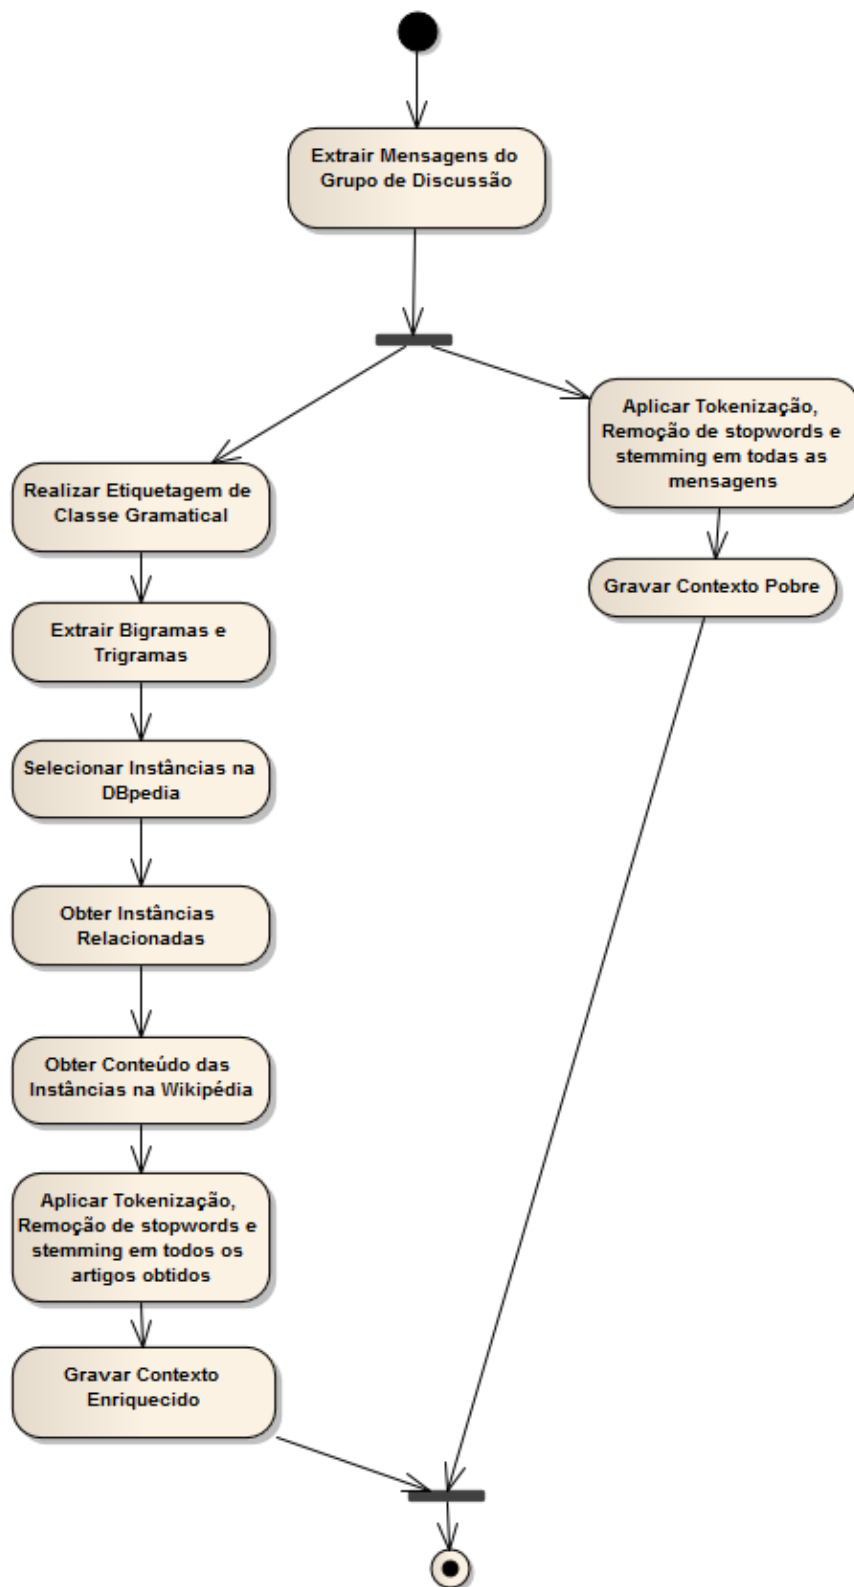 Extrair Mensagens do
Grupo de Discussão
Aplicar Tokenização,
Remoção de stopwords e
stemming em todas as
mensagens
Gravar Contexto Pobre
Realizar Etiquetagem de
Classe Gramatical
Extrair Bigramas e
Trigramas
Selecionar Instâncias na
DBpedia
Obter Instâncias
Relacionadas
Obter Conteúdo das
Instâncias na Wikipédia
Aplicar Tokenização,
Remoção de stopwords e
stemming em todos os
artigos obtidos
Gravar Contexto
Enriquecido